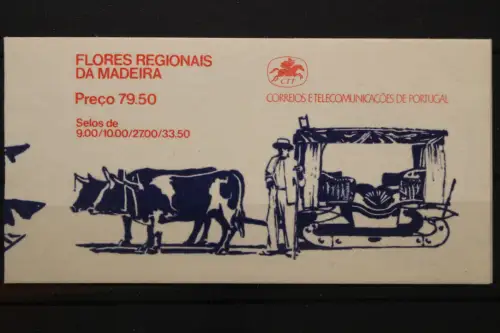 FLORES REGIONAIS
DA MADEIRA
Preço 79.50
Selos de
9.00/10.00/27.00/33.50
CTT
CORREIOS E TELECOMUNICAÇÕES DE PORTUGAL